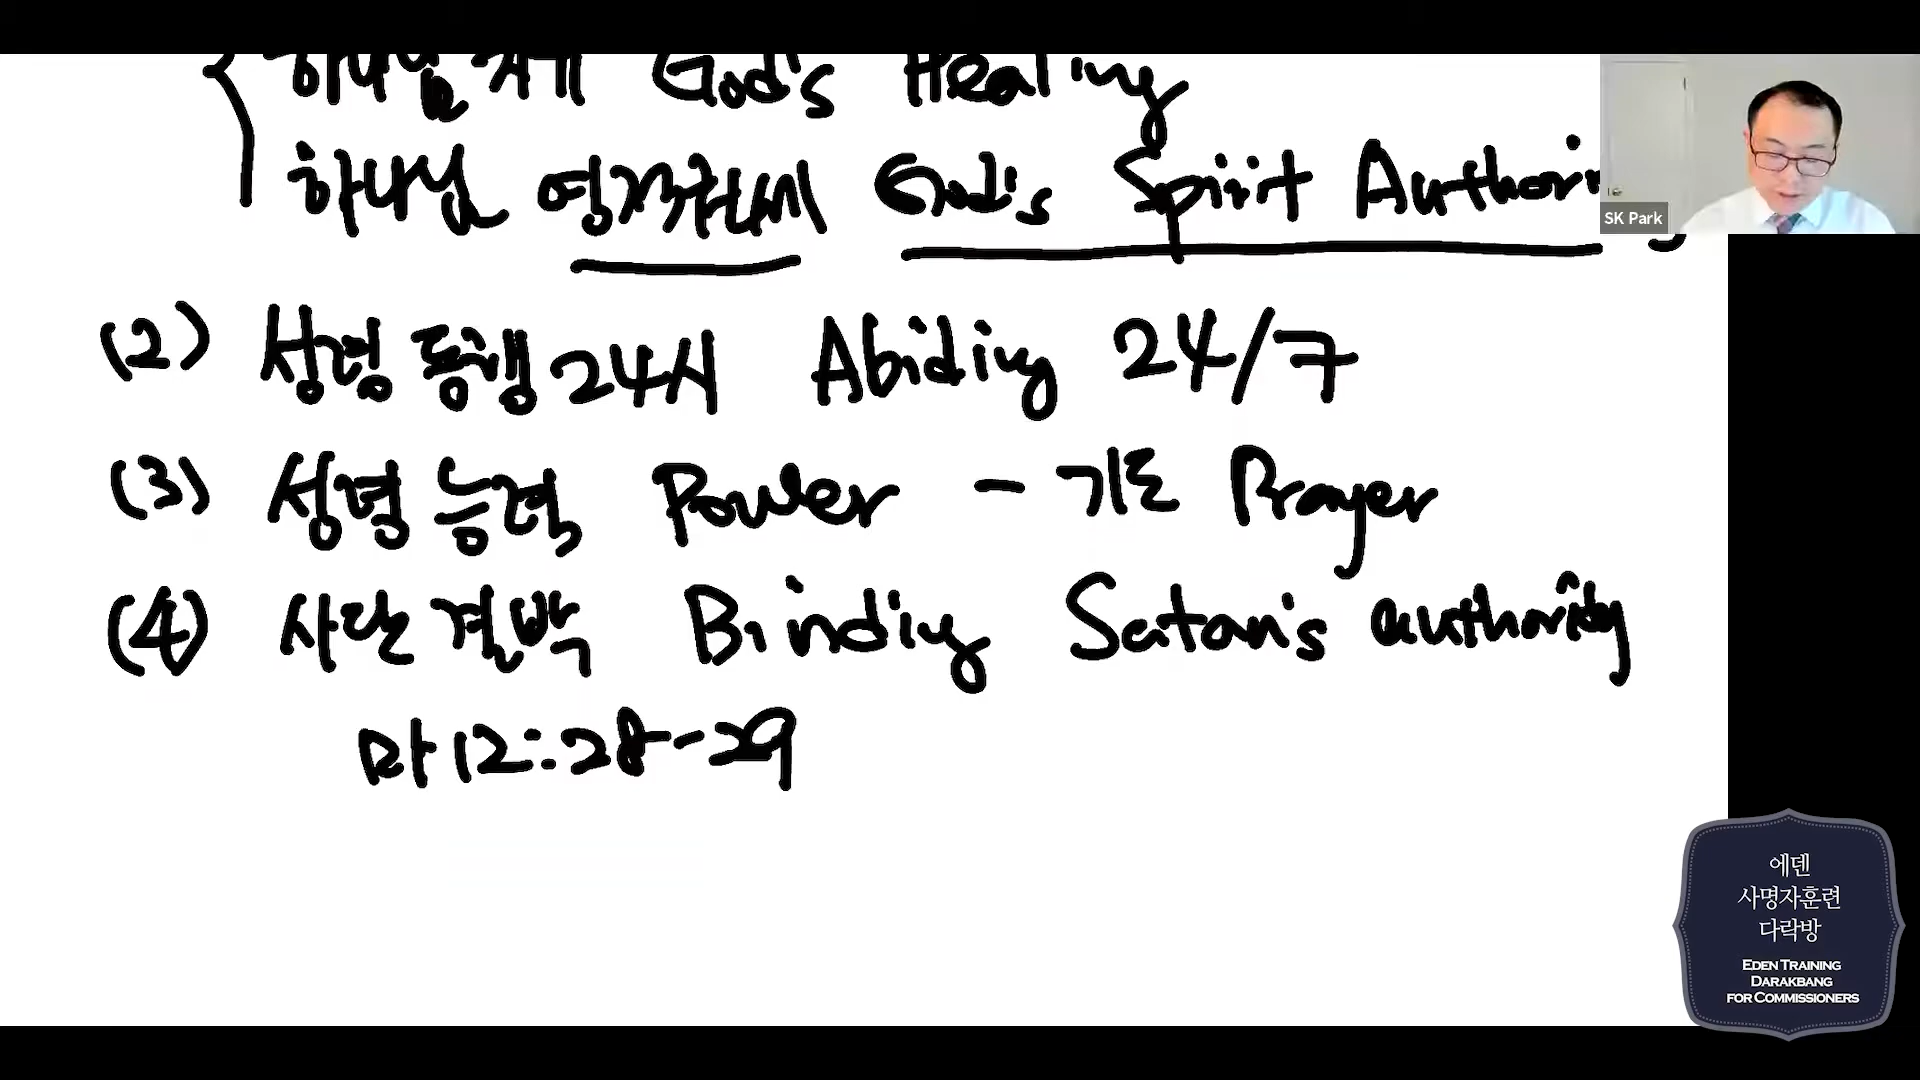 하나님 God's Healing
하나님 영적권세 God's Spirit Authori
SK Park
(2) 성령 동행 24시 Abiding 24/7
(3) 성령 능력 Power - 기도 Prayer
(4) 사단 결박 Binding Satan's authority
마 12:28-29
에덴
사명자훈련
다락방
EDEN TRAINING
DARAKBANG
FOR COMMISSIONERS